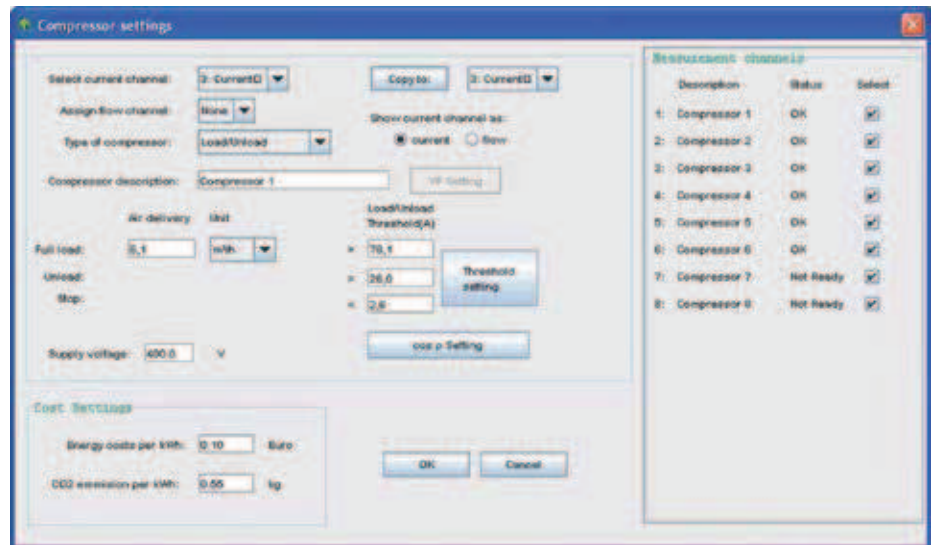 Compressor settings
Select current channel: 3: CurrentD
Copy to: 3: CurrentD
Assign flow channel: None
Show current channel as:
Type of compressor: Load/Unload
current flow
Compressor description: Compressor 1
VF Setting
Air delivery Unit
Load/Unload
Threshold(A)
Full load: 6,1 > 70,1
Unload: > 26,6
Threshold
setting
Stop:
Supply voltage: 400.0 V
Setting
Cost Settings
Energy costs per kWh: 0.10 Euro
CO2 emission per kWh: 0.55 kg
OK Cancel
Measurement channels
Description Status Select
1: Compressor 1 OK
2: Compressor 2 OK
3: Compressor 3 OK
4: Compressor 4 OK
5: Compressor 5 OK
6: Compressor 6 OK
7: Compressor 7 Not Ready
8: Compressor 8 Not Ready